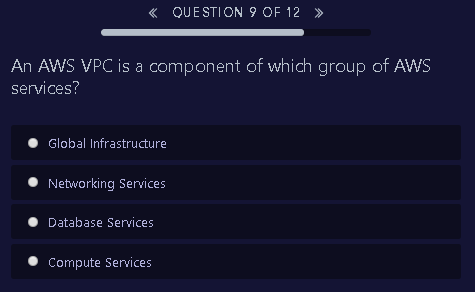 « QUESTION 9 OF 12 »
An AWS VPC is a component of which group of AWS
services?
Global Infrastructure
Networking Services
Database Services
Compute Services